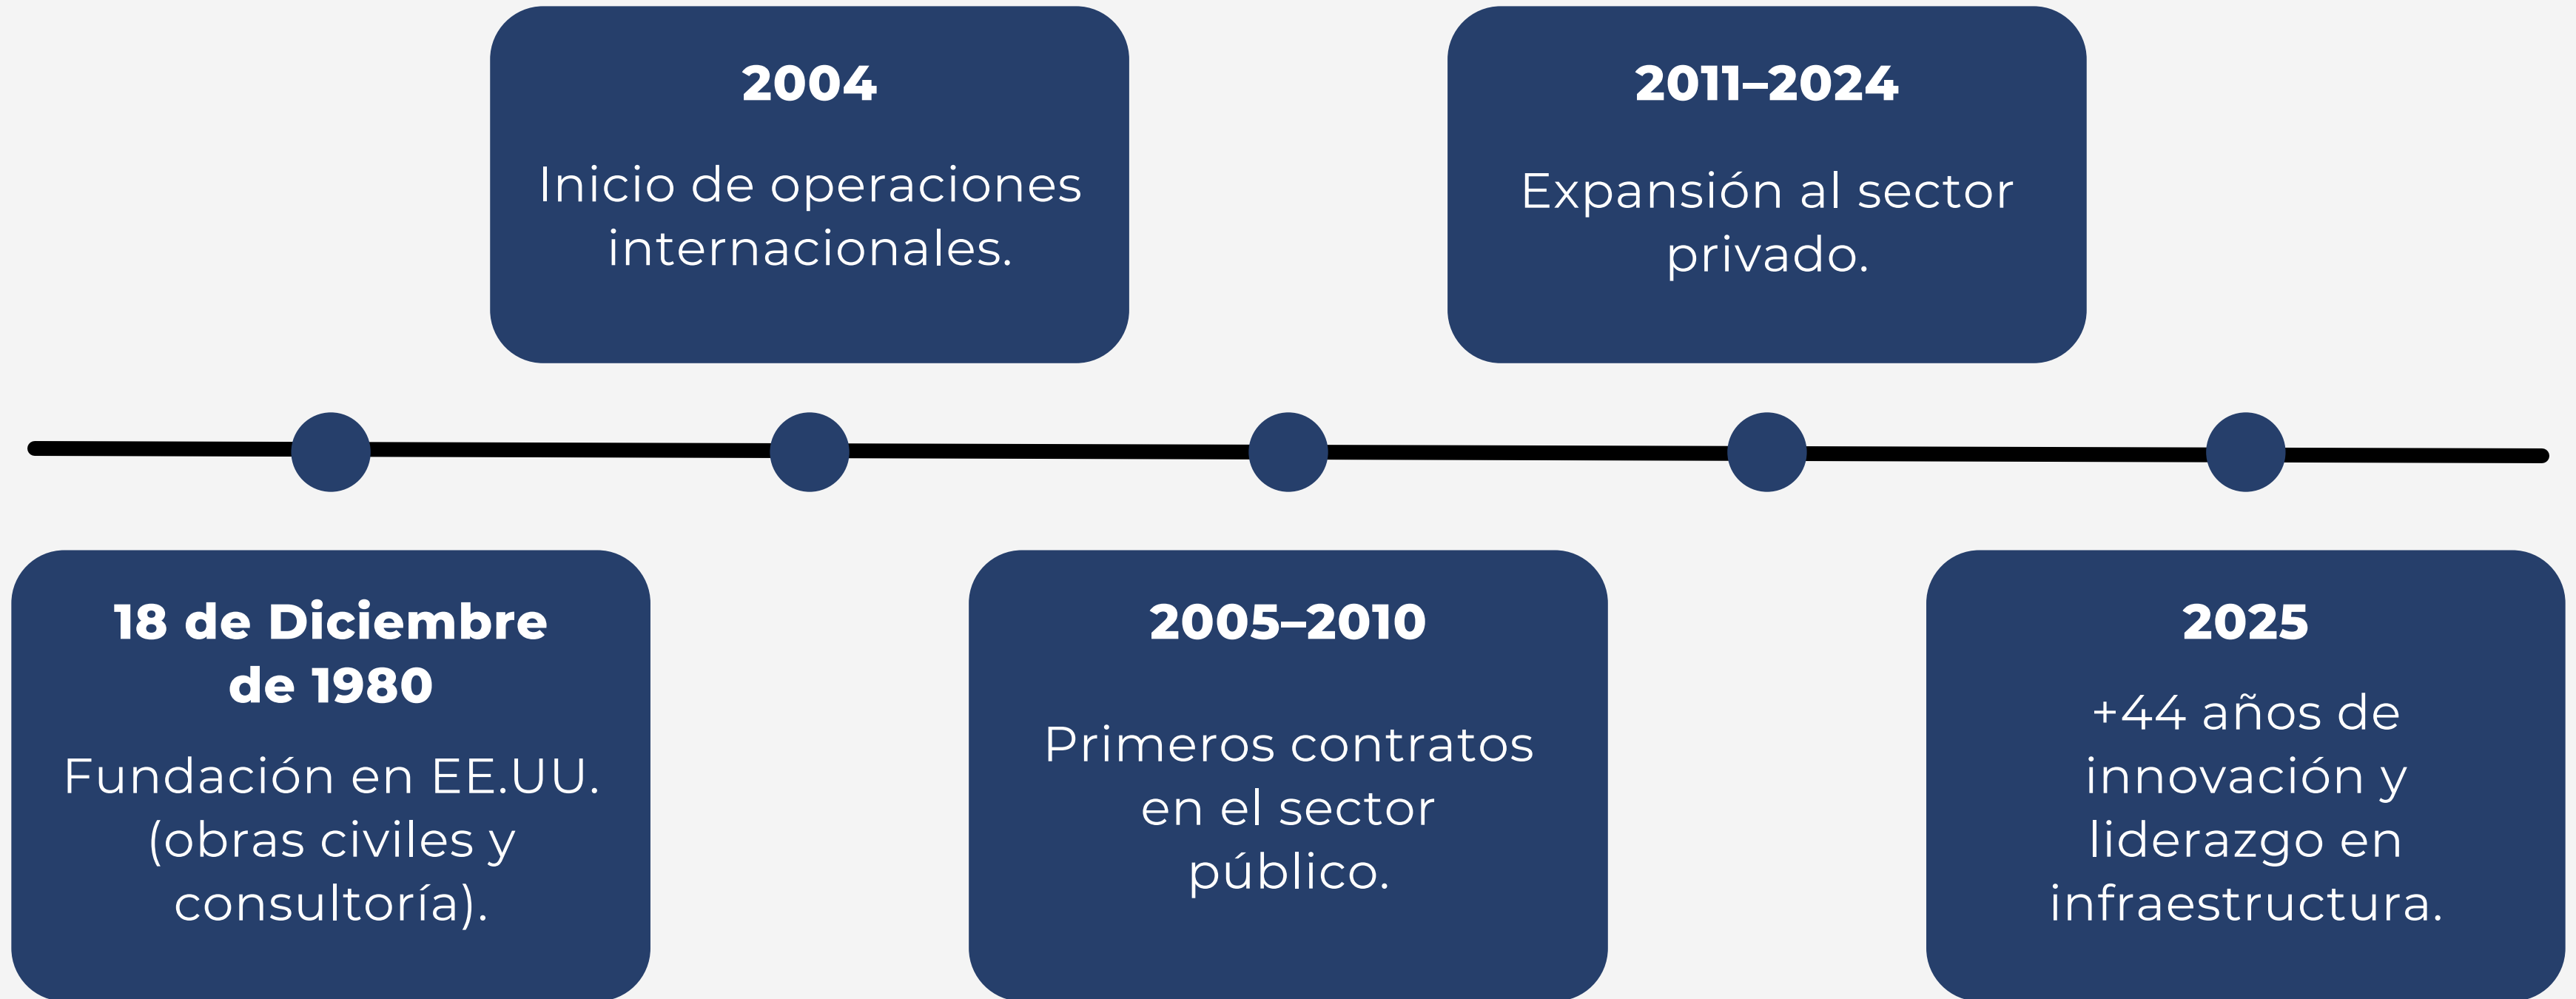 18 de Diciembre
de 1980
Fundación en EE.UU.
(obras civiles y
consultoría).
2004
Inicio de operaciones
internacionales.
2005–2010
Primeros contratos
en el sector
público.
2011–2024
Expansión al sector
privado.
2025
+44 años de
innovación y
liderazgo en
infraestructura.